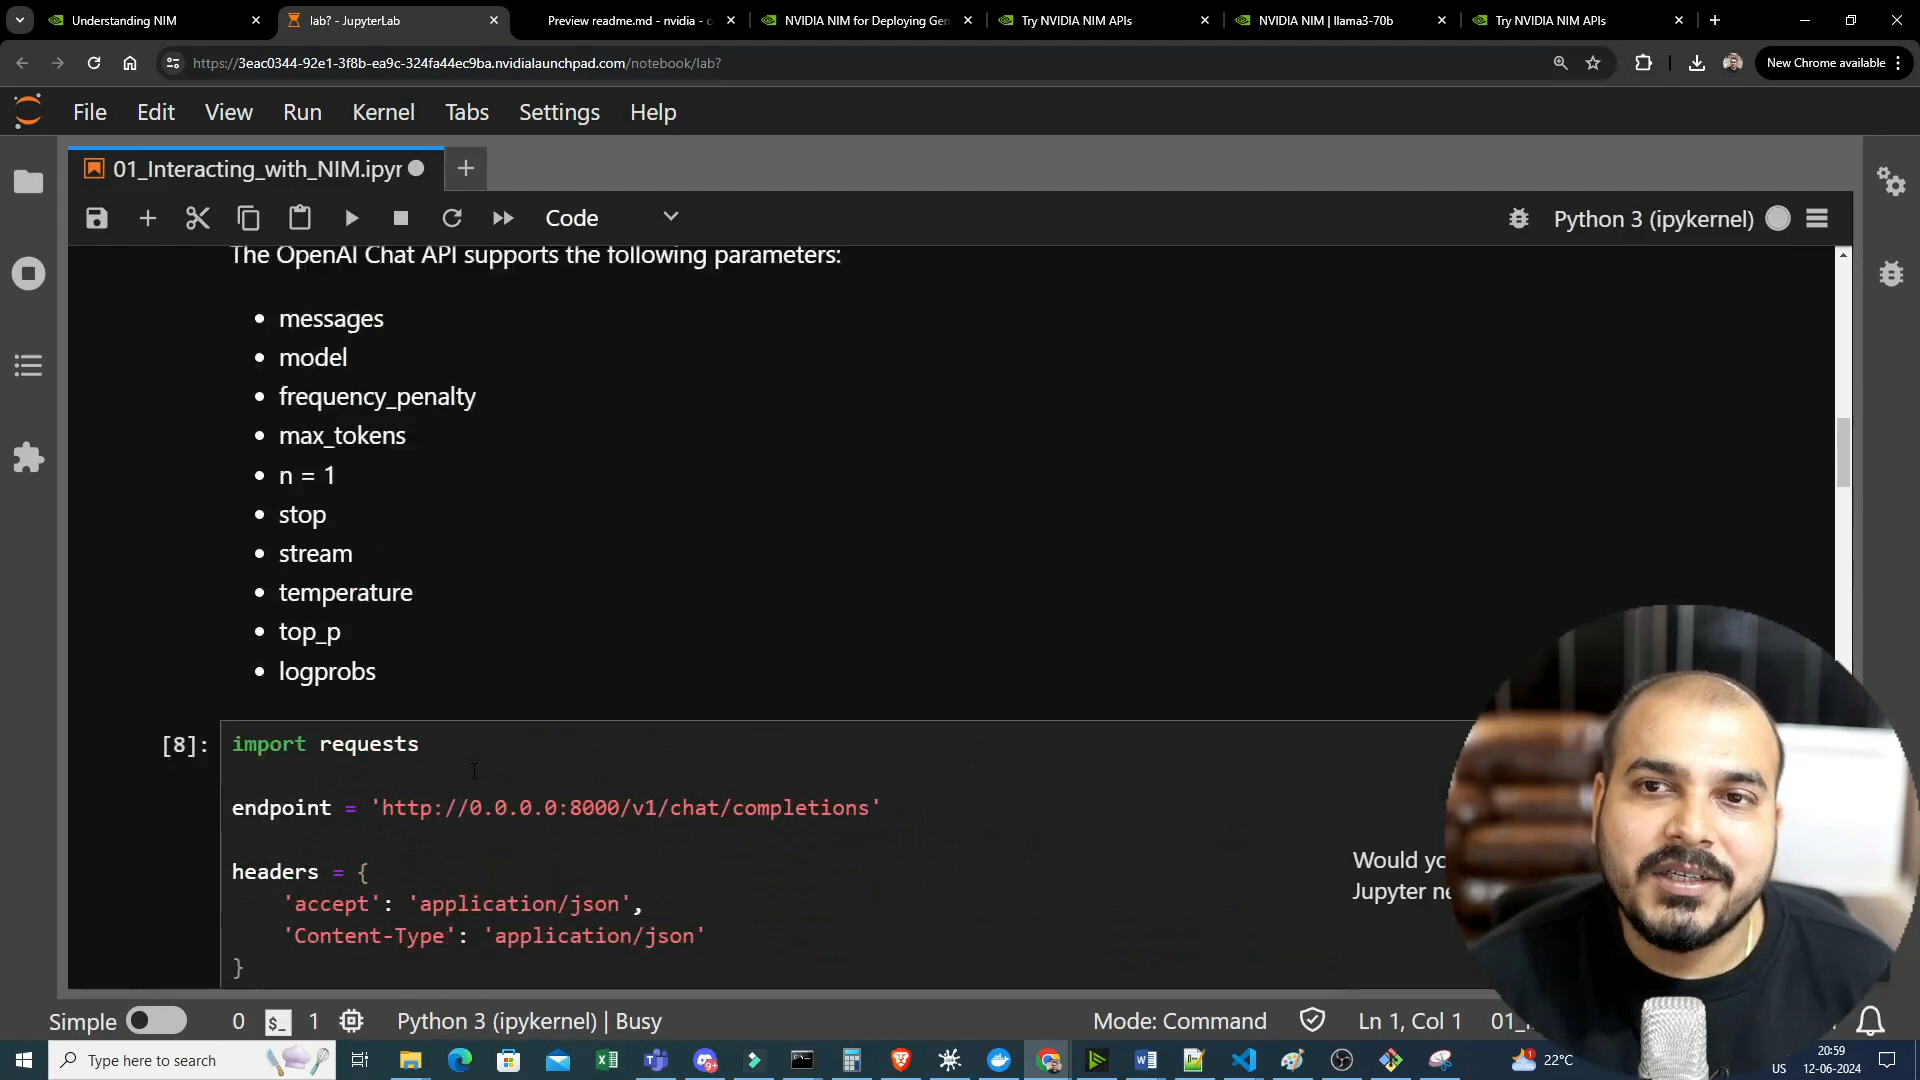 Understanding NIM
lab? - JupyterLab
Preview readme.md - nvidia - c
NVIDIA NIM for Deploying Gen
Try NVIDIA NIM APIs
NVIDIA NIM | llama3-70b
Try NVIDIA NIM APIs
https://3eac0344-92e1-3f8b-ea9c-324fa44ec9ba.nvidialaunchpad.com/notebook/lab?
New Chrome available
File Edit View Run Kernel Tabs Settings Help
01_Interacting_with_NIM.ipyn
Code
Python 3 (ipykernel)
The OpenAI Chat API supports the following parameters:
• messages
• model
• frequency_penalty
• max_tokens
• n = 1
• stop
• stream
• temperature
• top_p
• logprobs
[8]:
import requests
endpoint = 'http://0.0.0.0:8000/v1/chat/completions'
headers = {
'accept': 'application/json',
'Content-Type': 'application/json'
}
Would yo
Jupyter ne
Simple 0 $_ 1 Python 3 (ipykernel) | Busy
Mode: Command Ln 1, Col 1 01_
Type here to search
22°C
US
20:59
12-06-2024